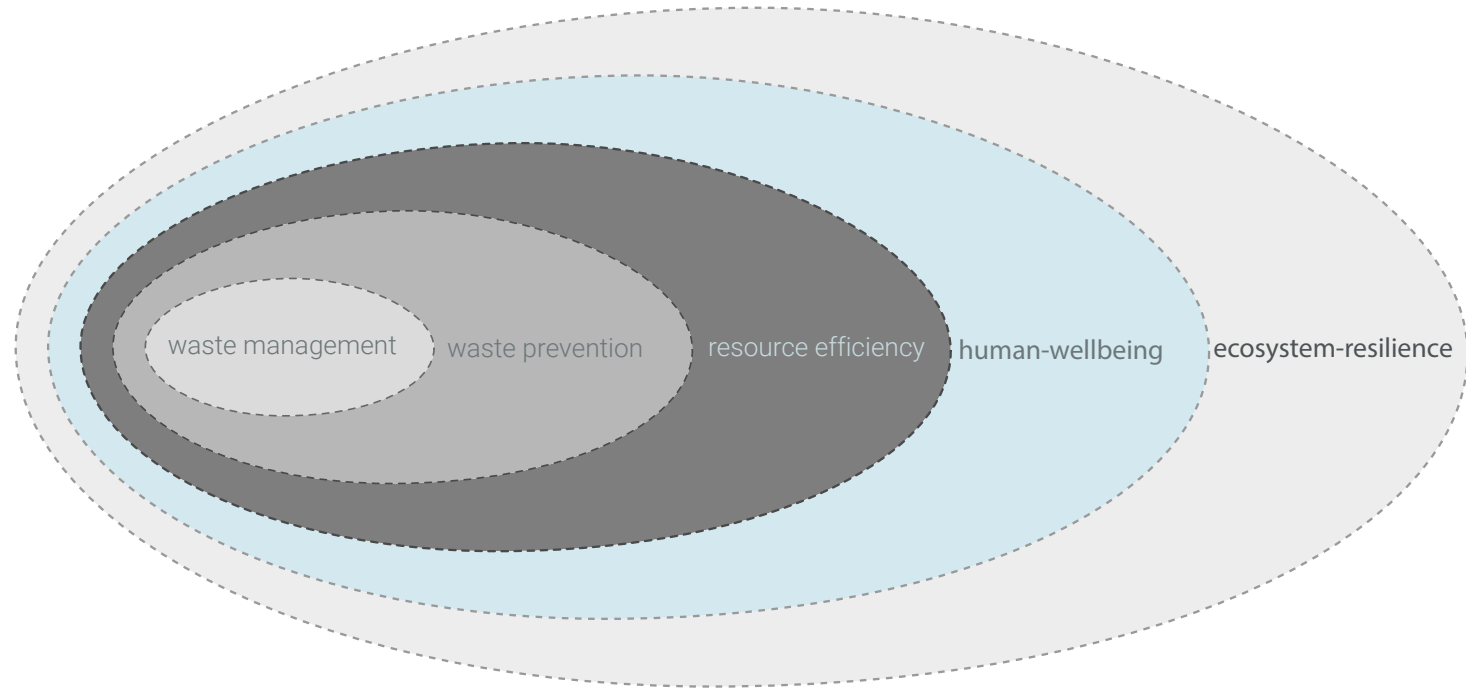 waste management
waste prevention
resource efficiency
human-wellbeing
ecosystem-resilience